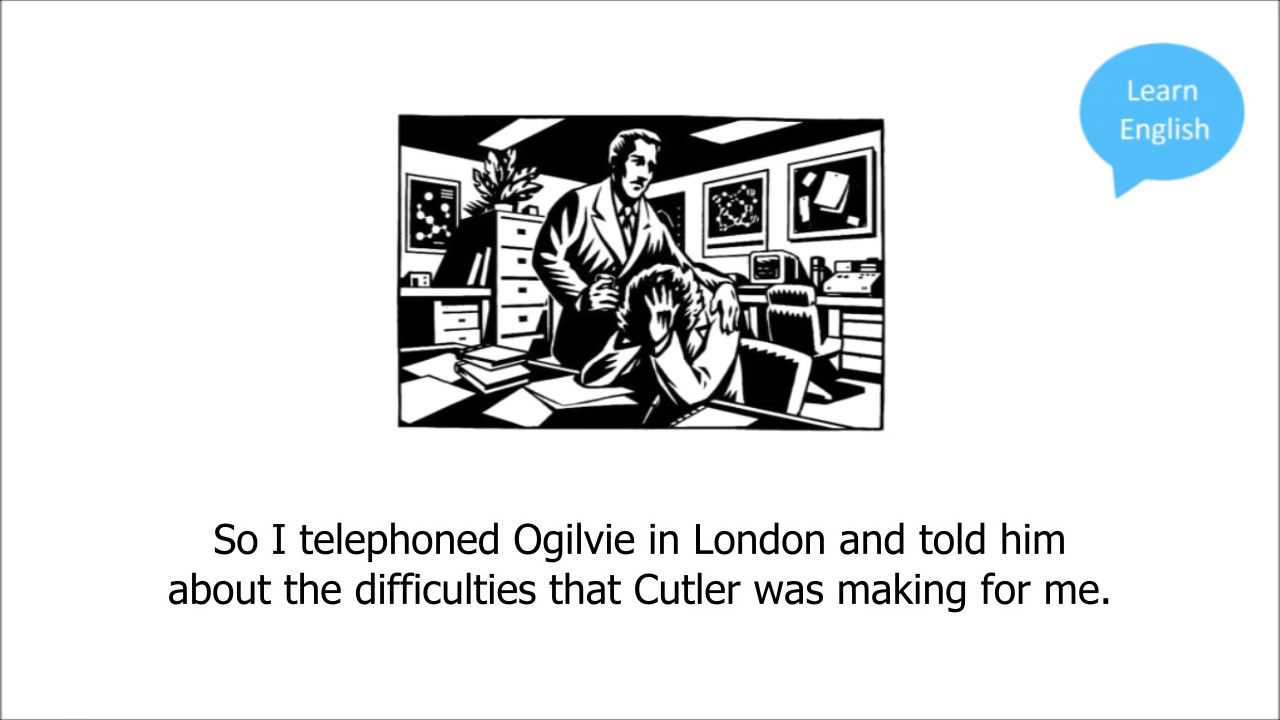 Learn
English
So I telephoned Ogilvie in London and told him
about the difficulties that Cutler was making for me.